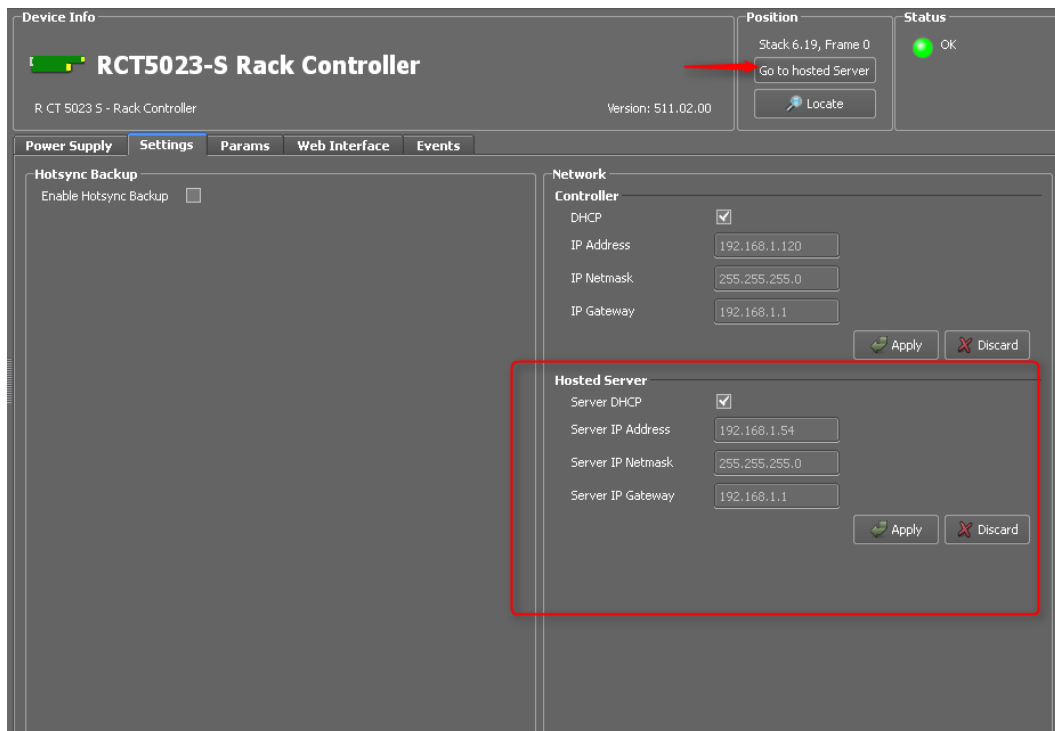 Device Info
RCT5023-S Rack Controller
R CT 5023 S - Rack Controller
Version: 511.02.00
Position
Stack 6.19, Frame 0
Go to hosted Server
Locate
Status
OK
Power Supply Settings Params Web Interface Events
Hotsync Backup
Enable Hotsync Backup
Network
Controller
DHCP
IP Address 192.168.1.120
IP Netmask 255.255.255.0
IP Gateway 192.168.1.1
Apply Discard
Hosted Server
Server DHCP
Server IP Address 192.168.1.54
Server IP Netmask 255.255.255.0
Server IP Gateway 192.168.1.1
Apply Discard